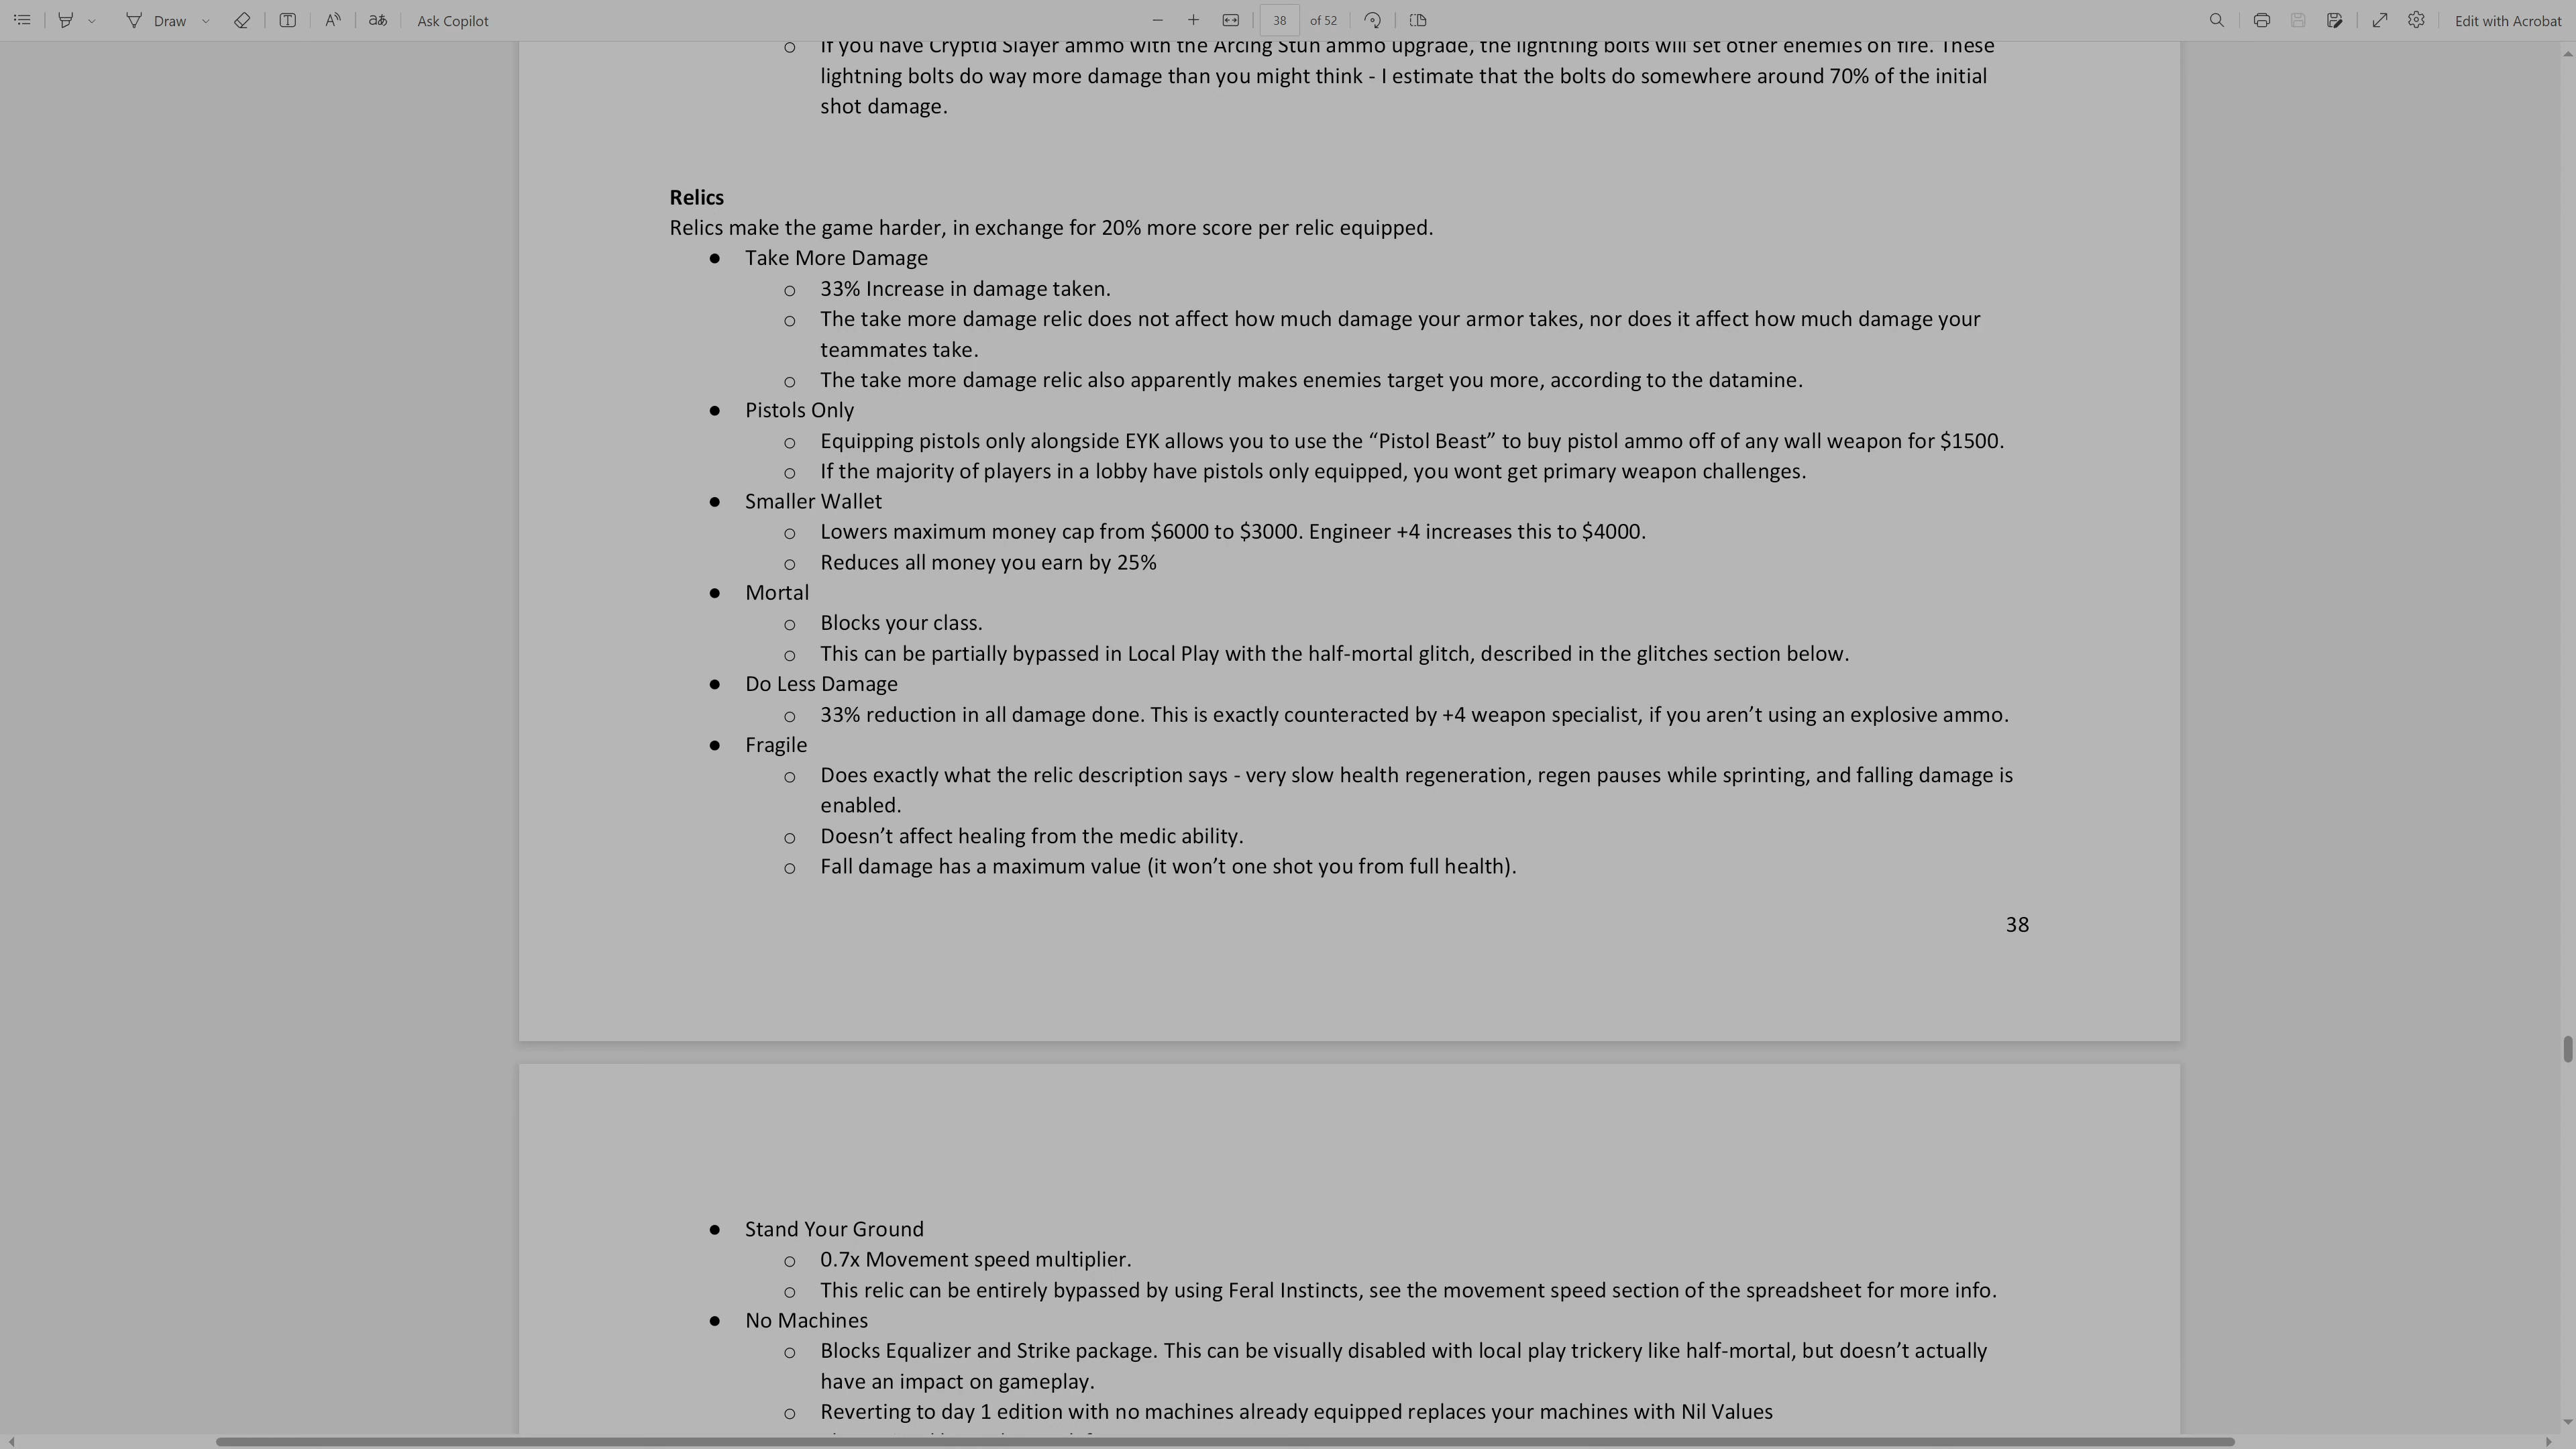 Draw
Ask Copilot
38 of 52
Edit with Acrobat
○ If you have Cryptid Slayer ammo with the Arcing Stun ammo upgrade, the lightning bolts will set other enemies on fire. These
lightning bolts do way more damage than you might think - I estimate that the bolts do somewhere around 70% of the initial
shot damage.
Relics
Relics make the game harder, in exchange for 20% more score per relic equipped.
● Take More Damage
○ 33% Increase in damage taken.
○ The take more damage relic does not affect how much damage your armor takes, nor does it affect how much damage your
teammates take.
○ The take more damage relic also apparently makes enemies target you more, according to the datamine.
● Pistols Only
○ Equipping pistols only alongside EYK allows you to use the “Pistol Beast” to buy pistol ammo off of any wall weapon for $1500.
○ If the majority of players in a lobby have pistols only equipped, you wont get primary weapon challenges.
● Smaller Wallet
○ Lowers maximum money cap from $6000 to $3000. Engineer +4 increases this to $4000.
○ Reduces all money you earn by 25%
● Mortal
○ Blocks your class.
○ This can be partially bypassed in Local Play with the half-mortal glitch, described in the glitches section below.
● Do Less Damage
○ 33% reduction in all damage done. This is exactly counteracted by +4 weapon specialist, if you aren’t using an explosive ammo.
● Fragile
○ Does exactly what the relic description says - very slow health regeneration, regen pauses while sprinting, and falling damage is
enabled.
○ Doesn’t affect healing from the medic ability.
○ Fall damage has a maximum value (it won’t one shot you from full health).
38
● Stand Your Ground
○ 0.7x Movement speed multiplier.
○ This relic can be entirely bypassed by using Feral Instincts, see the movement speed section of the spreadsheet for more info.
● No Machines
○ Blocks Equalizer and Strike package. This can be visually disabled with local play trickery like half-mortal, but doesn’t actually
have an impact on gameplay.
○ Reverting to day 1 edition with no machines already equipped replaces your machines with Nil Values